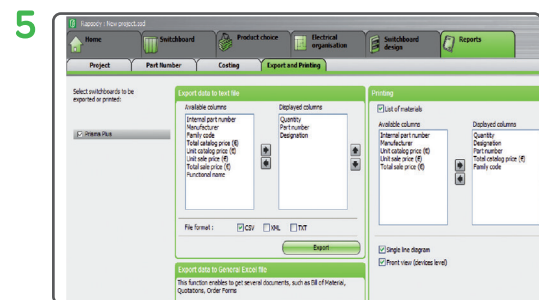 5
Rapsody : New project.ssd
Home
Switchboard
Product choice
Electrical
organisation
Switchboard
design
Reports
Project
Part Number
Costing
Export and Printing
Select switchboards to be
exported or printed:
Prisma Plus
Export data to text file
Available columns
Internal part number
Manufacturer
Family code
Total catalog price (€)
Unit catalog price (€)
Unit sale price (€)
Total sale price (€)
Functional name
Displayed columns
Quantity
Part number
Designation
File format :
CSV
XML
TXT
Export
Export data to General Excel file
This function enables to get several documents, such as Bill of Material,
Quotations, Order Forms
Printing
List of materials
Available columns
Internal part number
Manufacturer
Unit catalog price (€)
Unit sale price (€)
Total sale price (€)
Displayed columns
Quantity
Designation
Part number
Total catalog price (€)
Family code
Single line diagram
Front view (devices level)